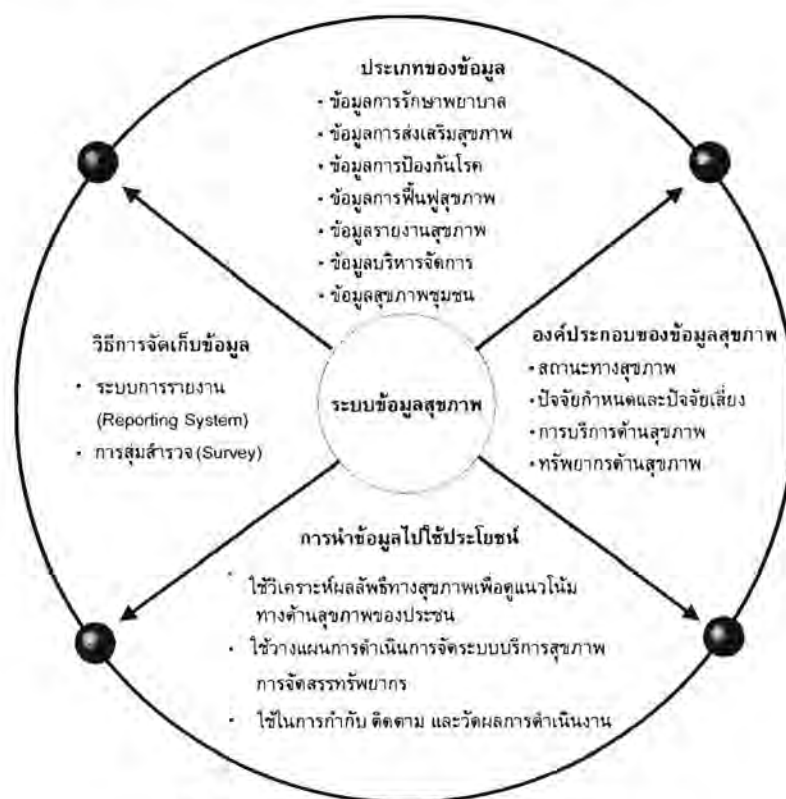 ประเภทของข้อมูล
• ข้อมูลการรักษาพยาบาล
• ข้อมูลการส่งเสริมสุขภาพ
• ข้อมูลการป้องกันโรค
• ข้อมูลการฟื้นฟูสุขภาพ
• ข้อมูลรายงานสุขภาพ
• ข้อมูลบริหารจัดการ
• ข้อมูลสุขภาพชุมชน
องค์ประกอบของข้อมูลสุขภาพ
• สถานะทางสุขภาพ
• ปัจจัยกำหนดและปัจจัยเสี่ยง
• การบริการด้านสุขภาพ
• ทรัพยากรด้านสุขภาพ
วิธีการจัดเก็บข้อมูล
• ระบบการรายงาน
(Reporting System)
• การสุ่มสำรวจ (Survey)
ระบบข้อมูลสุขภาพ
การนำข้อมูลไปใช้ประโยชน์
• ใช้วิเคราะห์ผลลัพธ์ทางสุขภาพเพื่อดูแนวโน้ม
ทางด้านสุขภาพของประชน
• ใช้วางแผนการดำเนินการจัดระบบบริการสุขภาพ
การจัดสรรทรัพยากร
• ใช้ในการกำกับ ติดตาม และวัดผลการดำเนินงาน